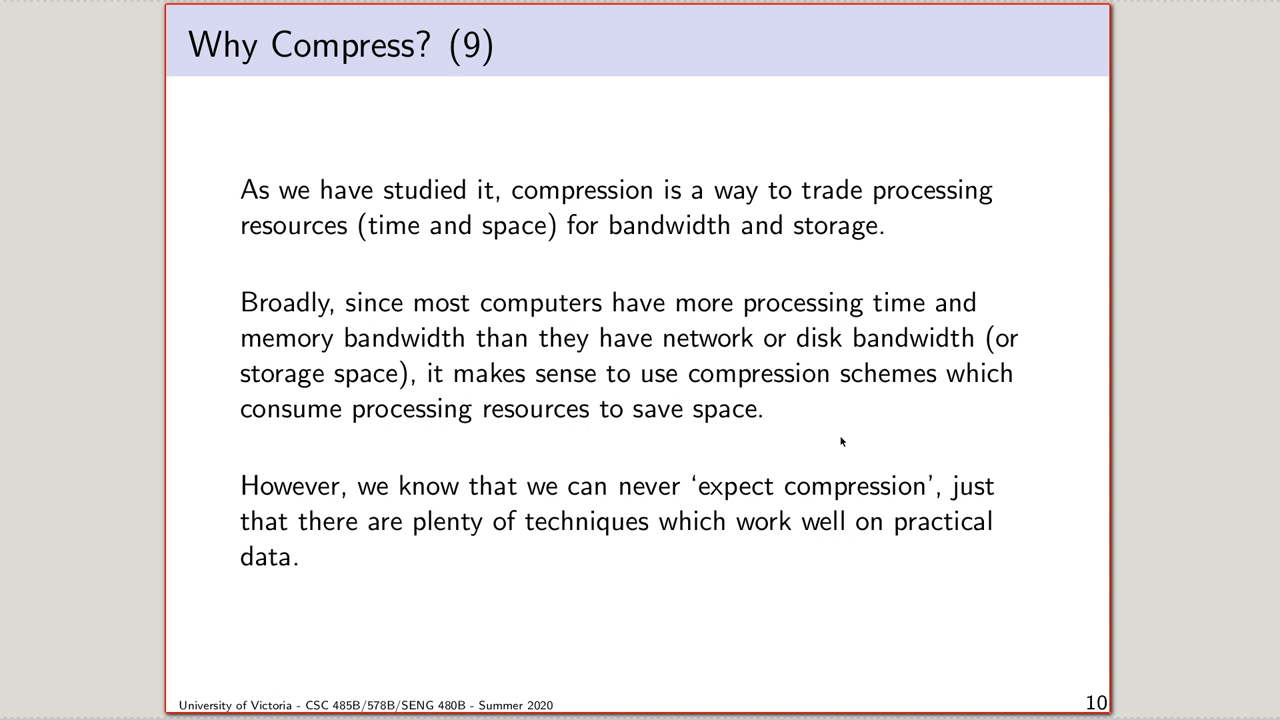 Why Compress? (9)
As we have studied it, compression is a way to trade processing
resources (time and space) for bandwidth and storage.
Broadly, since most computers have more processing time and
memory bandwidth than they have network or disk bandwidth (or
storage space), it makes sense to use compression schemes which
consume processing resources to save space.
However, we know that we can never ‘expect compression’, just
that there are plenty of techniques which work well on practical
data.
University of Victoria - CSC 485B/578B/SENG 480B - Summer 2020
10